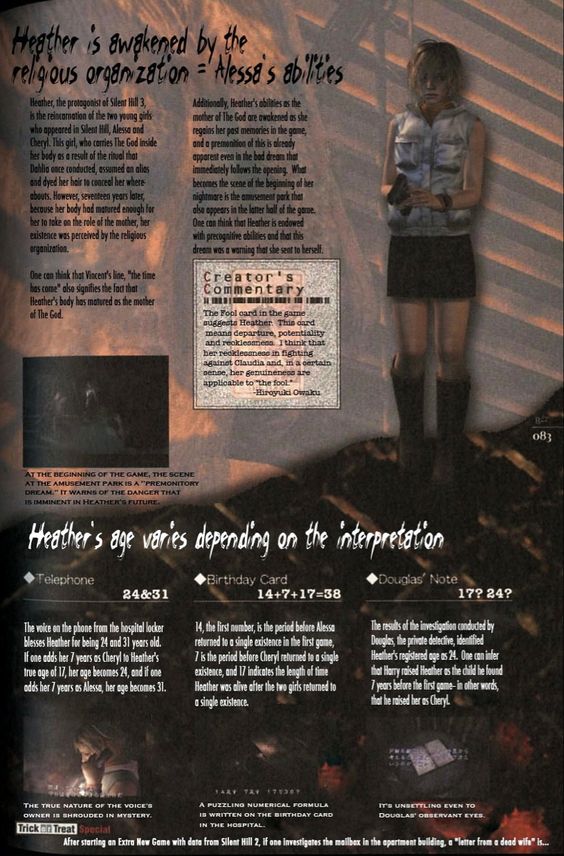 Heather is awakened by the
religious organization = Alessa's abilities
Heather, the protagonist of Silent Hill 3,
is the reincarnation of the two young girls
who appeared in Silent Hill, Alessa and
Cheryl. This girl, who carries The God inside
her body as a result of the ritual that
Dahlia once conducted, assumed an alias
and dyed her hair to conceal her where-
abouts. However, seventeen years later,
because her body had matured enough for
her to take on the role of the mother, her
existence was perceived by the religious
organization.
One can think that Vincent's line, "the time
has come" also signifies the fact that
Heather's body has matured as the mother
of The God.
Additionally, Heather's abilities as the
mother of The God are awakened as she
regains her past memories in the game,
and a premonition of this is already
apparent even in the bad dream that
immediately follows the opening. What
becomes the scene of the beginning of her
nightmare is the amusement park that
also appears in the latter half of the game.
One can think that Heather is endowed
with precognitive abilities and that this
dream was a warning that she sent to herself.
Creator's
Commentary
The Fool card in the game
suggests Heather. This card
means departure, potentiality
and recklessness. I think that
her recklessness in fighting
against Claudia and, in a certain
sense, her genuineness are
applicable to "the fool."
-Hiroyuki Owaku
083
At the beginning of the game, the scene
at the amusement park is a "premonitory
dream." It warns of the danger that
is imminent in Heather's future.
Heather's age varies depending on the interpretation
◆Telephone
24&31
The voice on the phone from the hospital locker
blesses Heather for being 24 and 31 years old.
If one adds her 7 years as Cheryl to Heather's
true age of 17, her age becomes 24, and if one
adds her 7 years as Alessa, her age becomes 31.
The true nature of the voice's
owner is shrouded in mystery.
◆Birthday Card
14+7+17=38
14, the first number, is the period before Alessa
returned to a single existence in the first game,
7 is the period before Cheryl returned to a single
existence, and 17 indicates the length of time
Heather was alive after the two girls returned to
a single existence.
A puzzling numerical formula
is written on the birthday card
in the hospital.
◆Douglas' Note
17? 24?
The results of the investigation conducted by
Douglas, the private detective, identified
Heather's registered age as 24. One can infer
that Harry raised Heather as the child he found
7 years before the first game- in other words,
that he raised her as Cheryl.
It's unsettling even to
Douglas' observant eyes.
Trick or Treat Special
After starting an Extra New Game with data from Silent Hill 2, if one investigates the mailbox in the apartment building, a "letter from a dead wife" is...